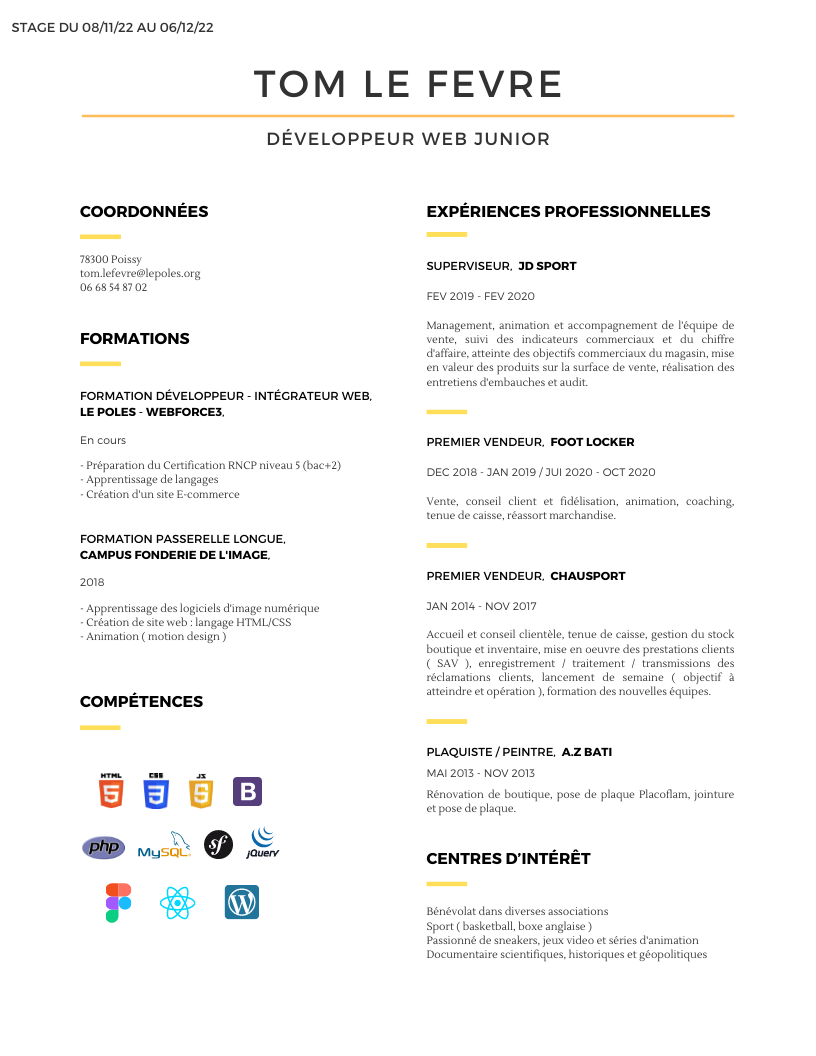 STAGE DU 08/11/22 AU 06/12/22
TOM LE FEVRE
DÉVELOPPEUR WEB JUNIOR
COORDONNÉES
78300 Poissy
tom.lefevre@lepoles.org
06 68 54 87 02
FORMATIONS
FORMATION DÉVELOPPEUR - INTÉGRATEUR WEB,
LE POLES - WEBFORCE3,
En cours
- Préparation du Certification RNCP niveau 5 (bac+2)
- Apprentissage de langages
- Création d'un site E-commerce
FORMATION PASSERELLE LONGUE,
CAMPUS FONDERIE DE L'IMAGE,
2018
- Apprentissage des logiciels d'image numérique
- Création de site web : langage HTML/CSS
- Animation ( motion design )
COMPÉTENCES
HTML CSS JS
5 3 5 B
php MySQL sf jQuery
W
EXPÉRIENCES PROFESSIONNELLES
SUPERVISEUR, JD SPORT
FEV 2019 - FEV 2020
Management, animation et accompagnement de l'équipe de
vente, suivi des indicateurs commerciaux et du chiffre
d'affaire, atteinte des objectifs commerciaux du magasin, mise
en valeur des produits sur la surface de vente, réalisation des
entretiens d'embauches et audit.
PREMIER VENDEUR, FOOT LOCKER
DEC 2018 - JAN 2019 / JUI 2020 - OCT 2020
Vente, conseil client et fidélisation, animation, coaching,
tenue de caisse, réassort marchandise.
PREMIER VENDEUR, CHAUSPORT
JAN 2014 - NOV 2017
Accueil et conseil clientèle, tenue de caisse, gestion du stock
boutique et inventaire, mise en oeuvre des prestations clients
( SAV ), enregistrement / traitement / transmissions des
réclamations clients, lancement de semaine ( objectif à
atteindre et opération ), formation des nouvelles équipes.
PLAQUISTE / PEINTRE, A.Z BATI
MAI 2013 - NOV 2013
Rénovation de boutique, pose de plaque Placoflam, jointure
et pose de plaque.
CENTRES D'INTÉRÊT
Bénévolat dans diverses associations
Sport ( basketball, boxe anglaise )
Passionné de sneakers, jeux video et séries d'animation
Documentaire scientifiques, historiques et géopolitiques